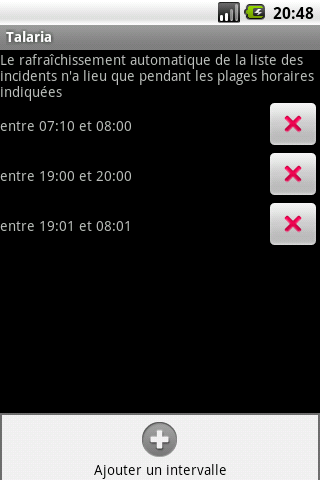 20:48
Talaria
Le rafraîchissement automatique de la liste des
incidents n'a lieu que pendant les plages horaires
indiquées
entre 07:10 et 08:00
entre 19:00 et 20:00
entre 19:01 et 08:01
Ajouter un intervalle